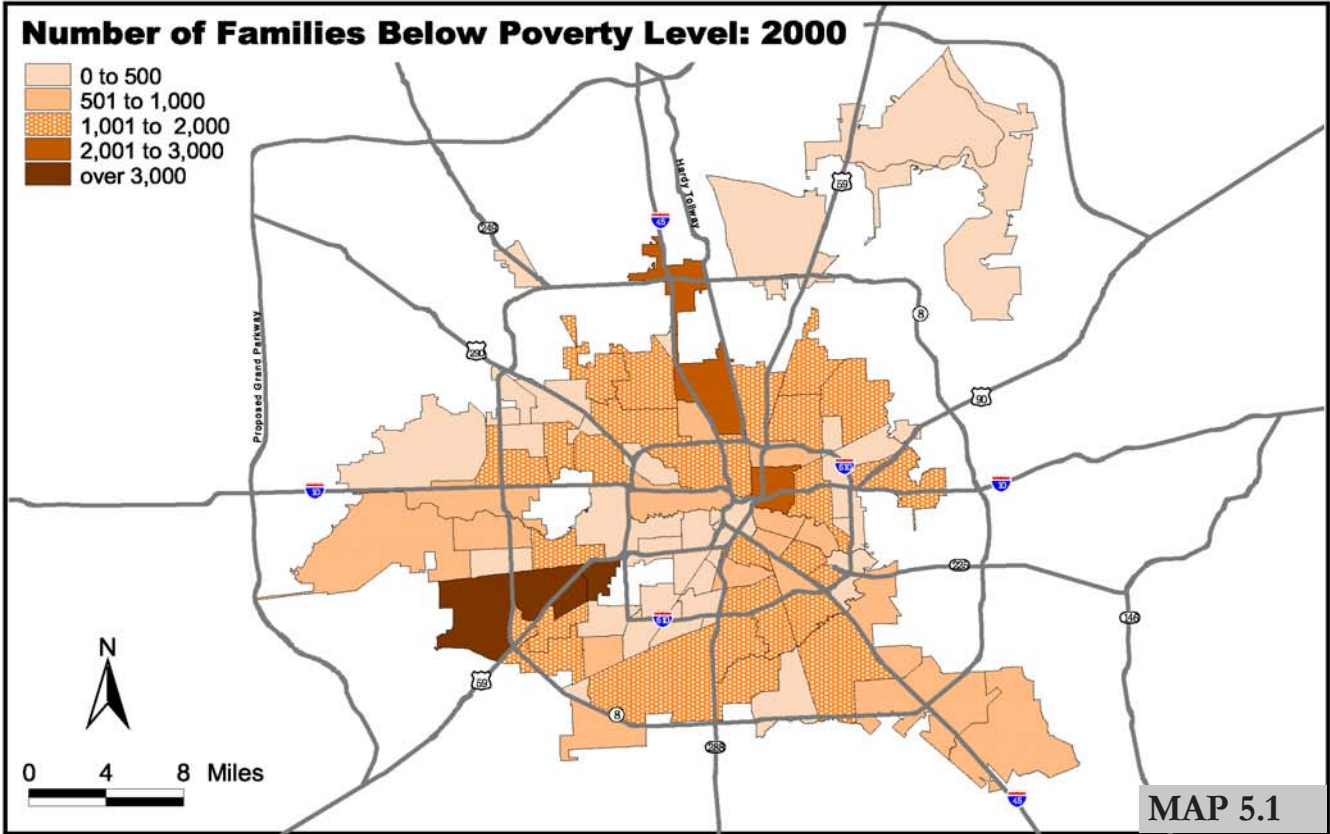 Number of Families Below Poverty Level: 2000
0 to 500
501 to 1,000
1,001 to 2,000
2,001 to 3,000
over 3,000
Hardy Tollway
59
45
249
8
Proposed Grand Parkway
290
90
610
10
10
225
146
N
610
59
8
288
0 4 8 Miles
45
MAP 5.1